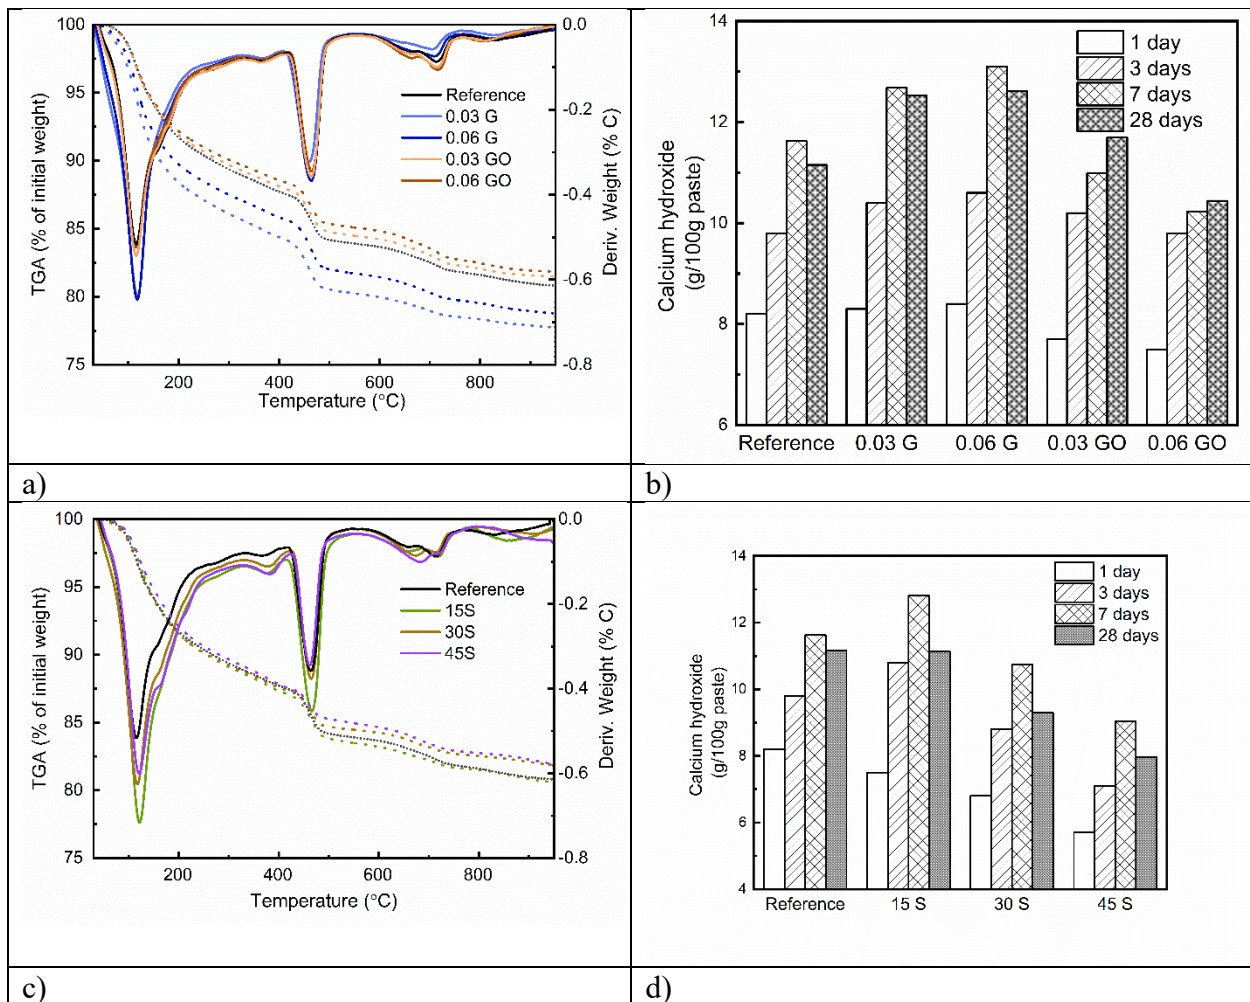 100
95
90
85
80
75
TGA (% of initial weight)
200
400
600
800
Temperature (°C)
0.0
-0.2
-0.4
-0.6
-0.8
Deriv. Weight (% C)
Reference
0.03 G
0.06 G
0.03 GO
0.06 GO
a)
14
12
10
8
6
Calcium hydroxide
(g/100g paste)
1 day
3 days
7 days
28 days
Reference
0.03 G
0.06 G
0.03 GO
0.06 GO
b)
100
95
90
85
80
75
TGA (% of initial weight)
200
400
600
800
Temperature (°C)
0.0
-0.2
-0.4
-0.6
-0.8
Deriv. Weight (% C)
Reference
15S
30S
45S
c)
14
12
10
8
6
4
Calcium hydroxide
(g/100g paste)
1 day
3 days
7 days
28 days
Reference
15 S
30 S
45 S
d)